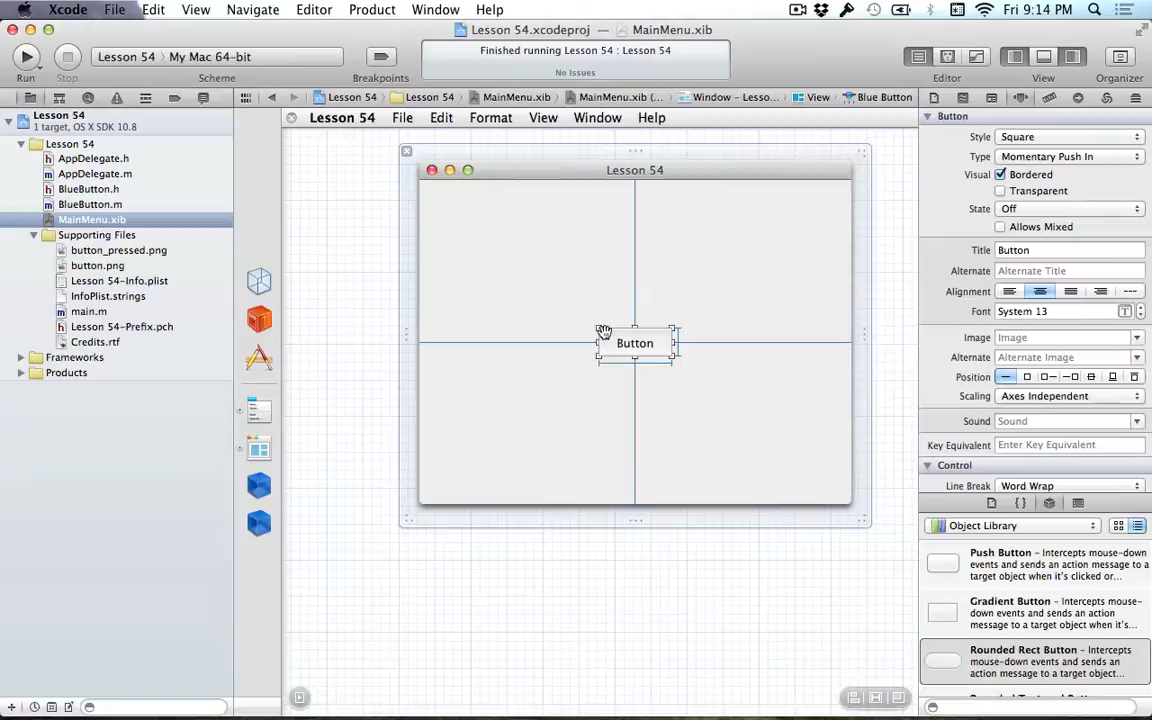 Xcode File Edit View Navigate Editor Product Window Help Fri 9:14 PM
Lesson 54.xcodeproj › MainMenu.xib
Finished running Lesson 54 : Lesson 54
No Issues
Lesson 54 › My Mac 64-bit
Run Stop Scheme Breakpoints Editor View Organizer
Lesson 54 Lesson 54 MainMenu.xib MainMenu.xib (... Window – Lesso... View Blue Button
Lesson 54
1 target, OS X SDK 10.8
Lesson 54
AppDelegate.h
AppDelegate.m
BlueButton.h
BlueButton.m
MainMenu.xib
Supporting Files
button_pressed.png
button.png
Lesson 54-Info.plist
InfoPlist.strings
main.m
Lesson 54-Prefix.pch
Credits.rtf
Frameworks
Products
Lesson 54 File Edit Format View Window Help
Lesson 54
Button
Button
Style Square
Type Momentary Push In
Visual Bordered
Transparent
State Off
Allows Mixed
Title Button
Alternate Alternate Title
Alignment
Font System 13
Image Image
Alternate Alternate Image
Position
Scaling Axes Independent
Sound Sound
Key Equivalent Enter Key Equivalent
Control
Line Break Word Wrap
Object Library
Push Button – Intercepts mouse-down
events and sends an action message to a
target object when it's clicked or...
Gradient Button – Intercepts mouse-
down events and sends an action
message to a target object when it's...
Rounded Rect Button – Intercepts
mouse-down events and sends an
action message to a target object...